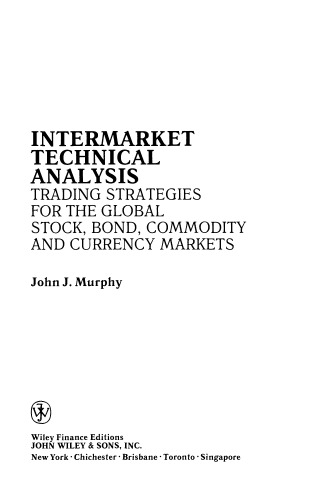 INTERMARKET
TECHNICAL
ANALYSIS
TRADING STRATEGIES
FOR THE GLOBAL
STOCK, BOND, COMMODITY
AND CURRENCY MARKETS
John J. Murphy
Wiley Finance Editions
JOHN WILEY & SONS, INC.
New York · Chichester · Brisbane · Toronto · Singapore